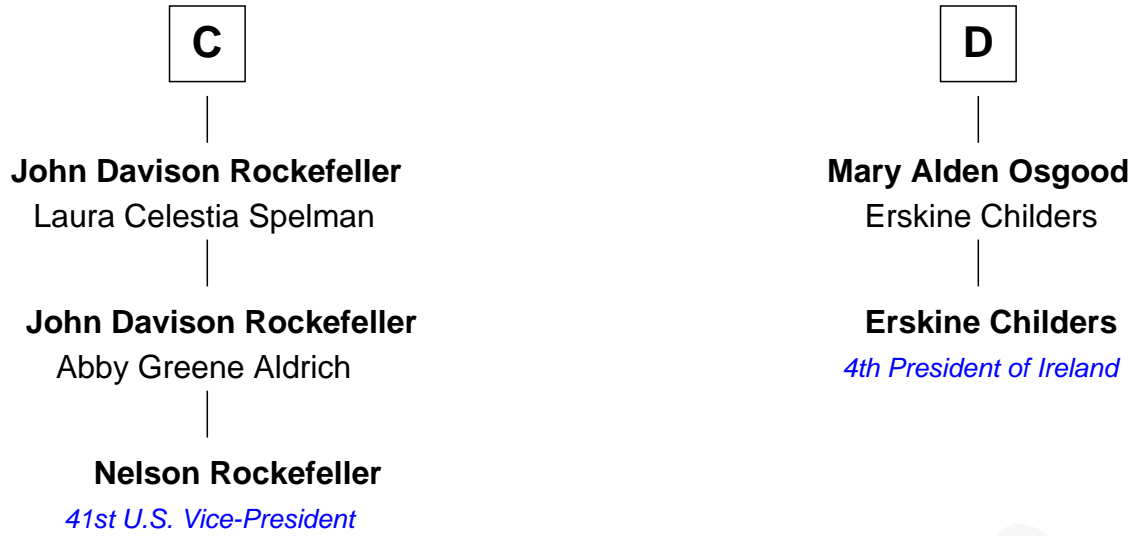 C
John Davison Rockefeller
Laura Celestia Spelman
John Davison Rockefeller
Abby Greene Aldrich
Nelson Rockefeller
41st U.S. Vice-President
D
Mary Alden Osgood
Erskine Childers
Erskine Childers
4th President of Ireland